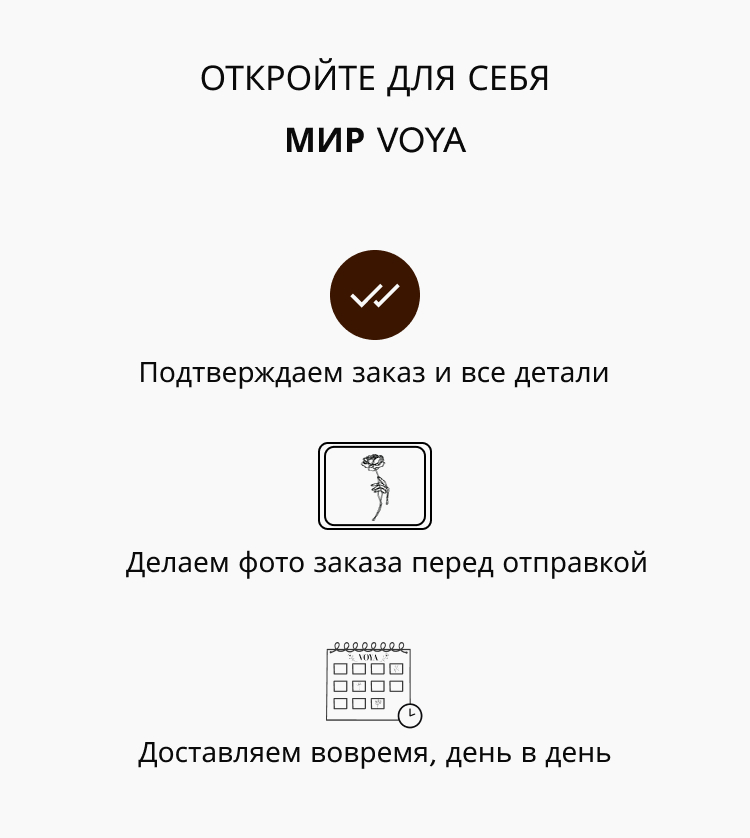 ОТКРОЙТЕ ДЛЯ СЕБЯ
МИР VOYA
Подтверждаем заказ и все детали
Делаем фото заказа перед отправкой
VOYA
Доставляем вовремя, день в день